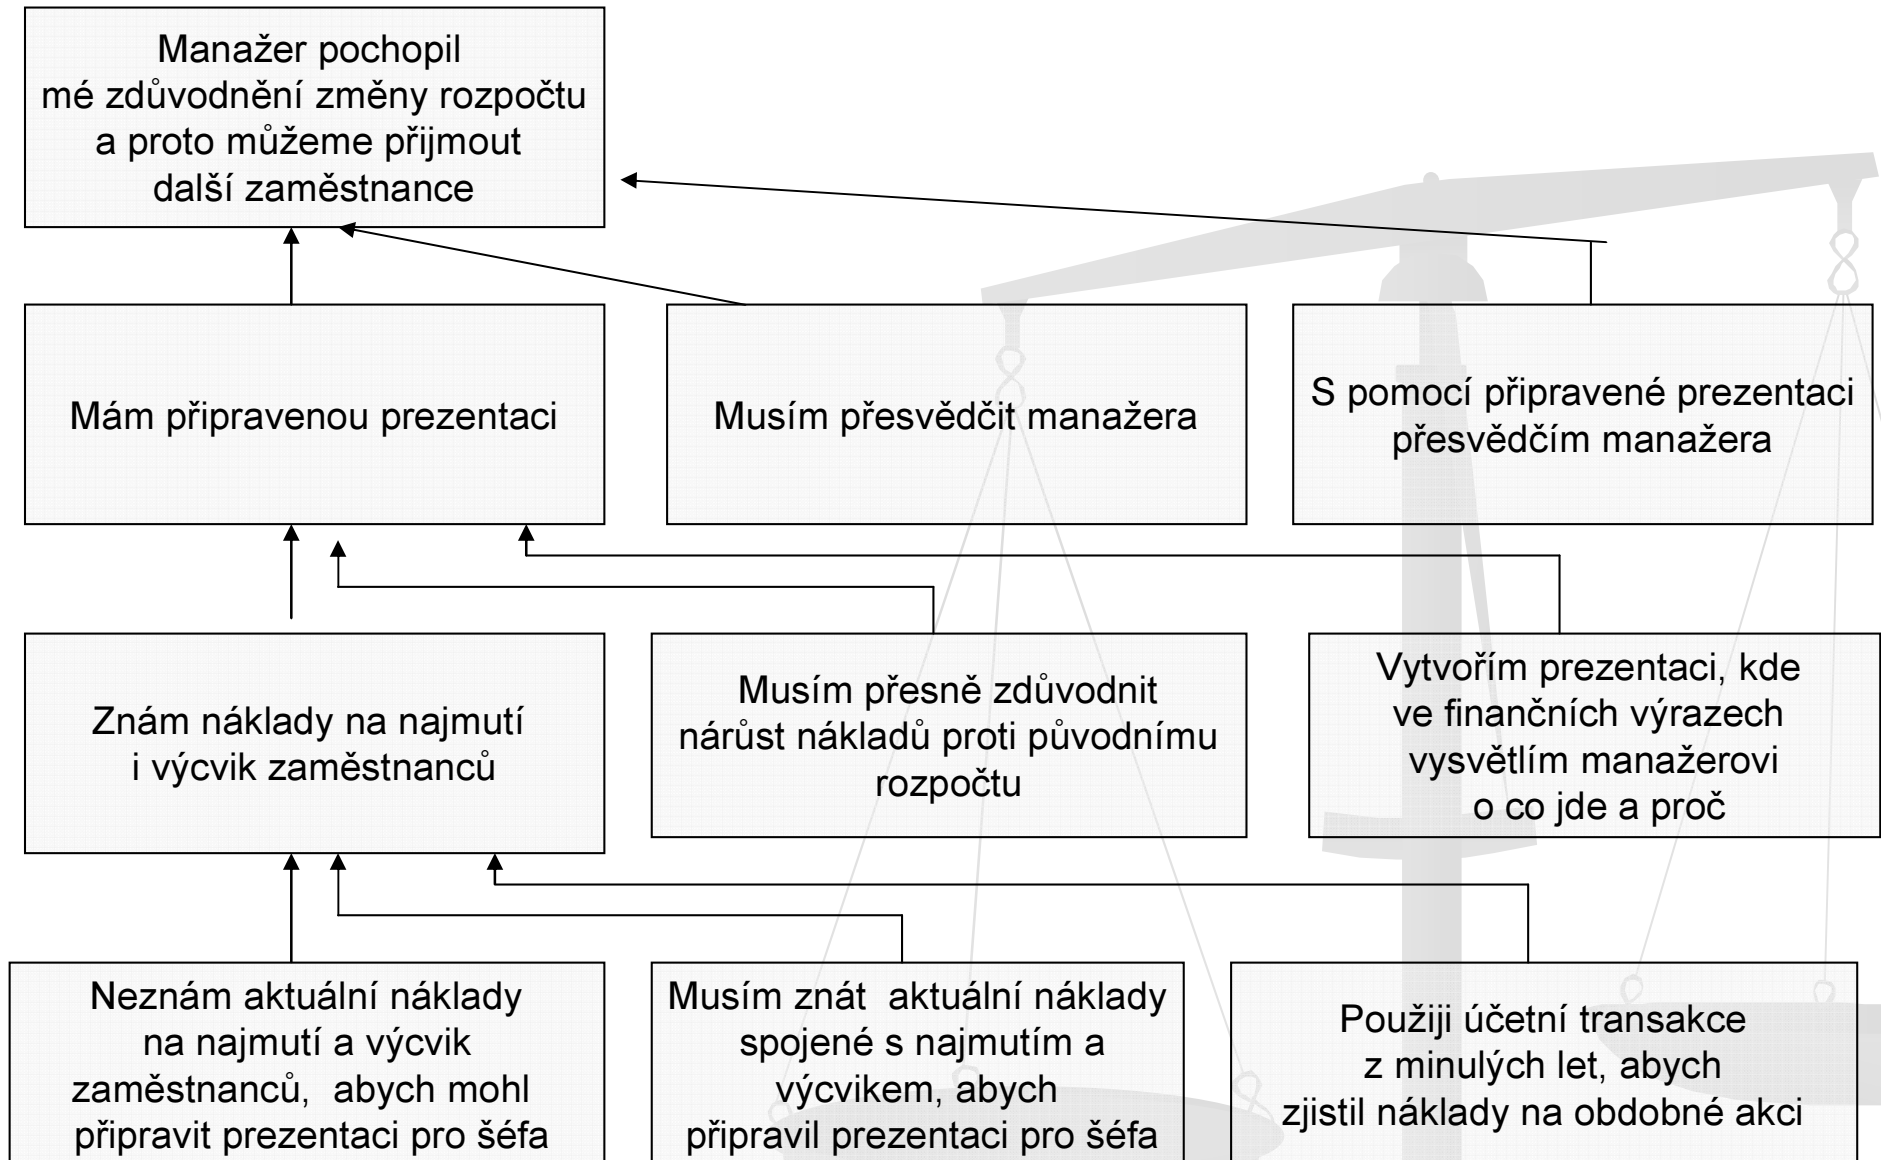 Manažer pochopil
mé zdůvodnění změny rozpočtu
a proto můžeme přijmout
další zaměstnance
Mám připravenou prezentaci
Musím přesvědčit manažera
S pomocí připravené prezentaci
přesvědčím manažera
Znám náklady na najmutí
i výcvik zaměstnanců
Musím přesně zdůvodnit
nárůst nákladů proti původnímu
rozpočtu
Vytvořím prezentaci, kde
ve finančních výrazech
vysvětlím manažerovi
o co jde a proč
Neznám aktuální náklady
na najmutí a výcvik
zaměstnanců, abych mohl
připravit prezentaci pro šéfa
Musím znát aktuální náklady
spojené s najmutím a
výcvikem, abych
připravil prezentaci pro šéfa
Použiji účetní transakce
z minulých let, abych
zjistil náklady na obdobné akci